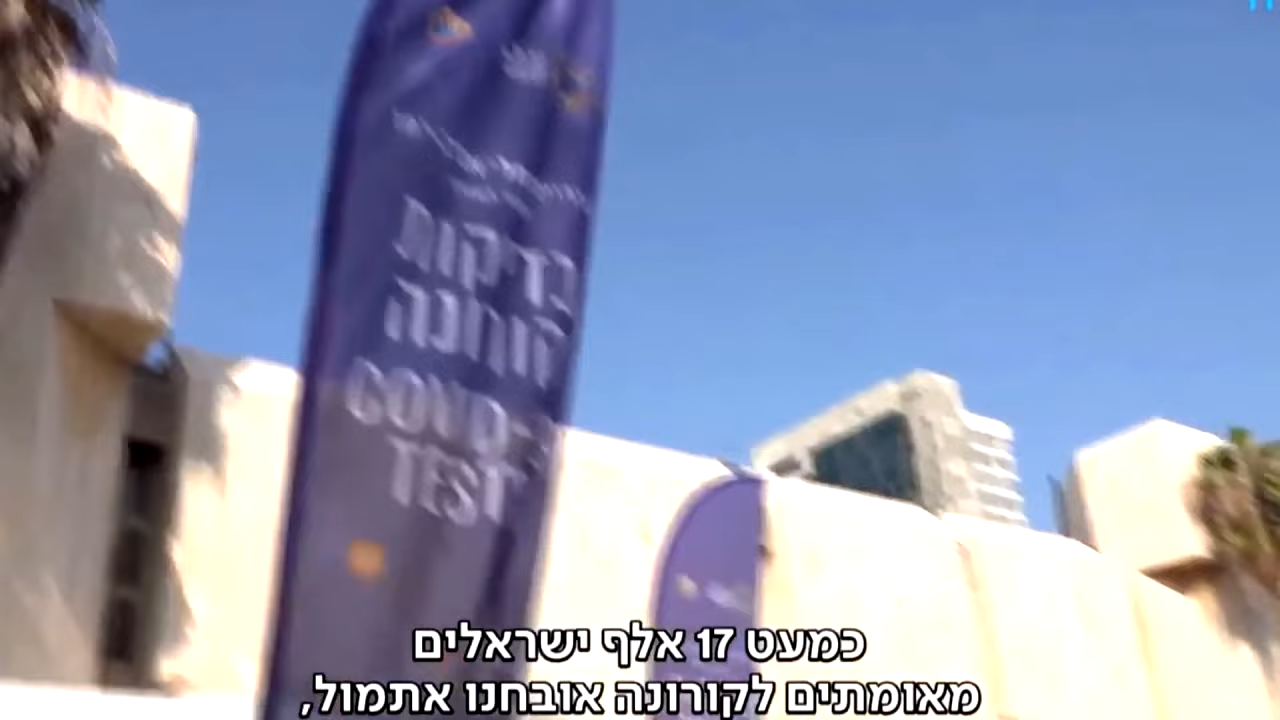 בדיקות
קורונה
COVID-
TEST
כמעט 17 אלף ישראלים
מאומתים לקורונה אובחנו אתמול,